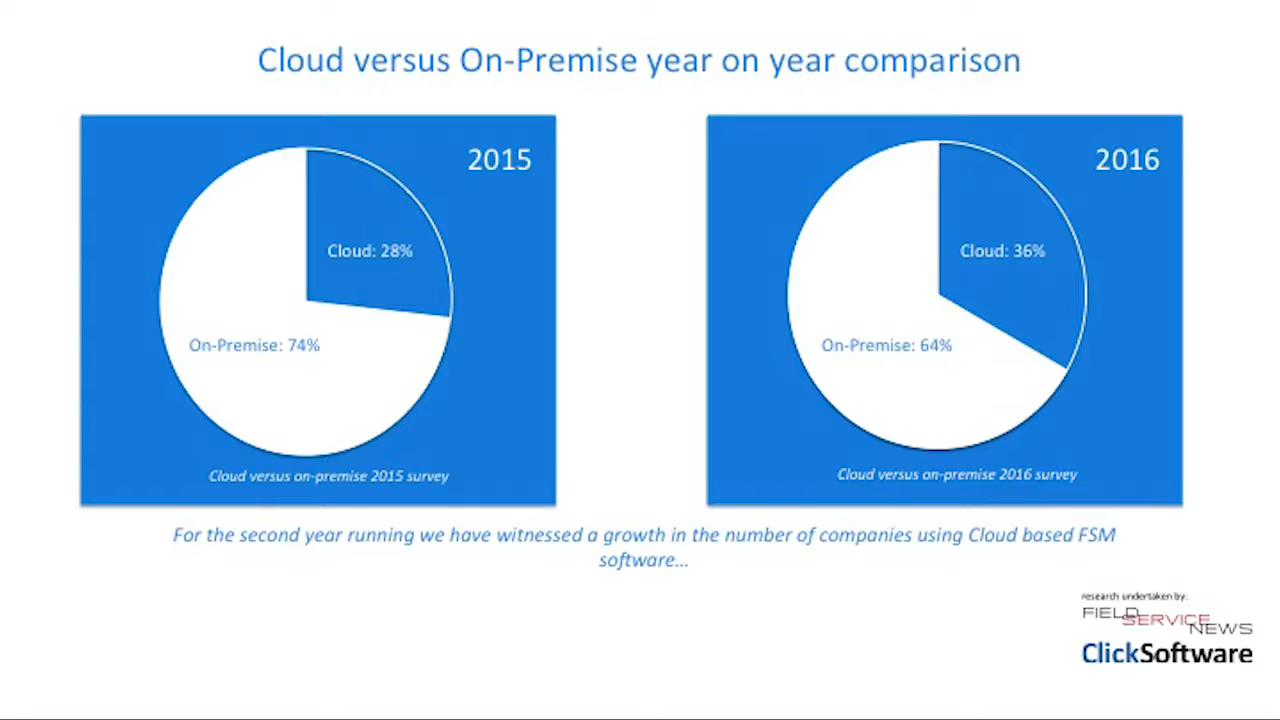 Cloud versus On-Premise year on year comparison
2015
Cloud: 28%
On-Premise: 74%
Cloud versus on-premise 2015 survey
2016
Cloud: 36%
On-Premise: 64%
Cloud versus on-premise 2016 survey
For the second year running we have witnessed a growth in the number of companies using Cloud based FSM
software...
research undertaken by:
FIELD
SERVICE
NEWS
ClickSoftware